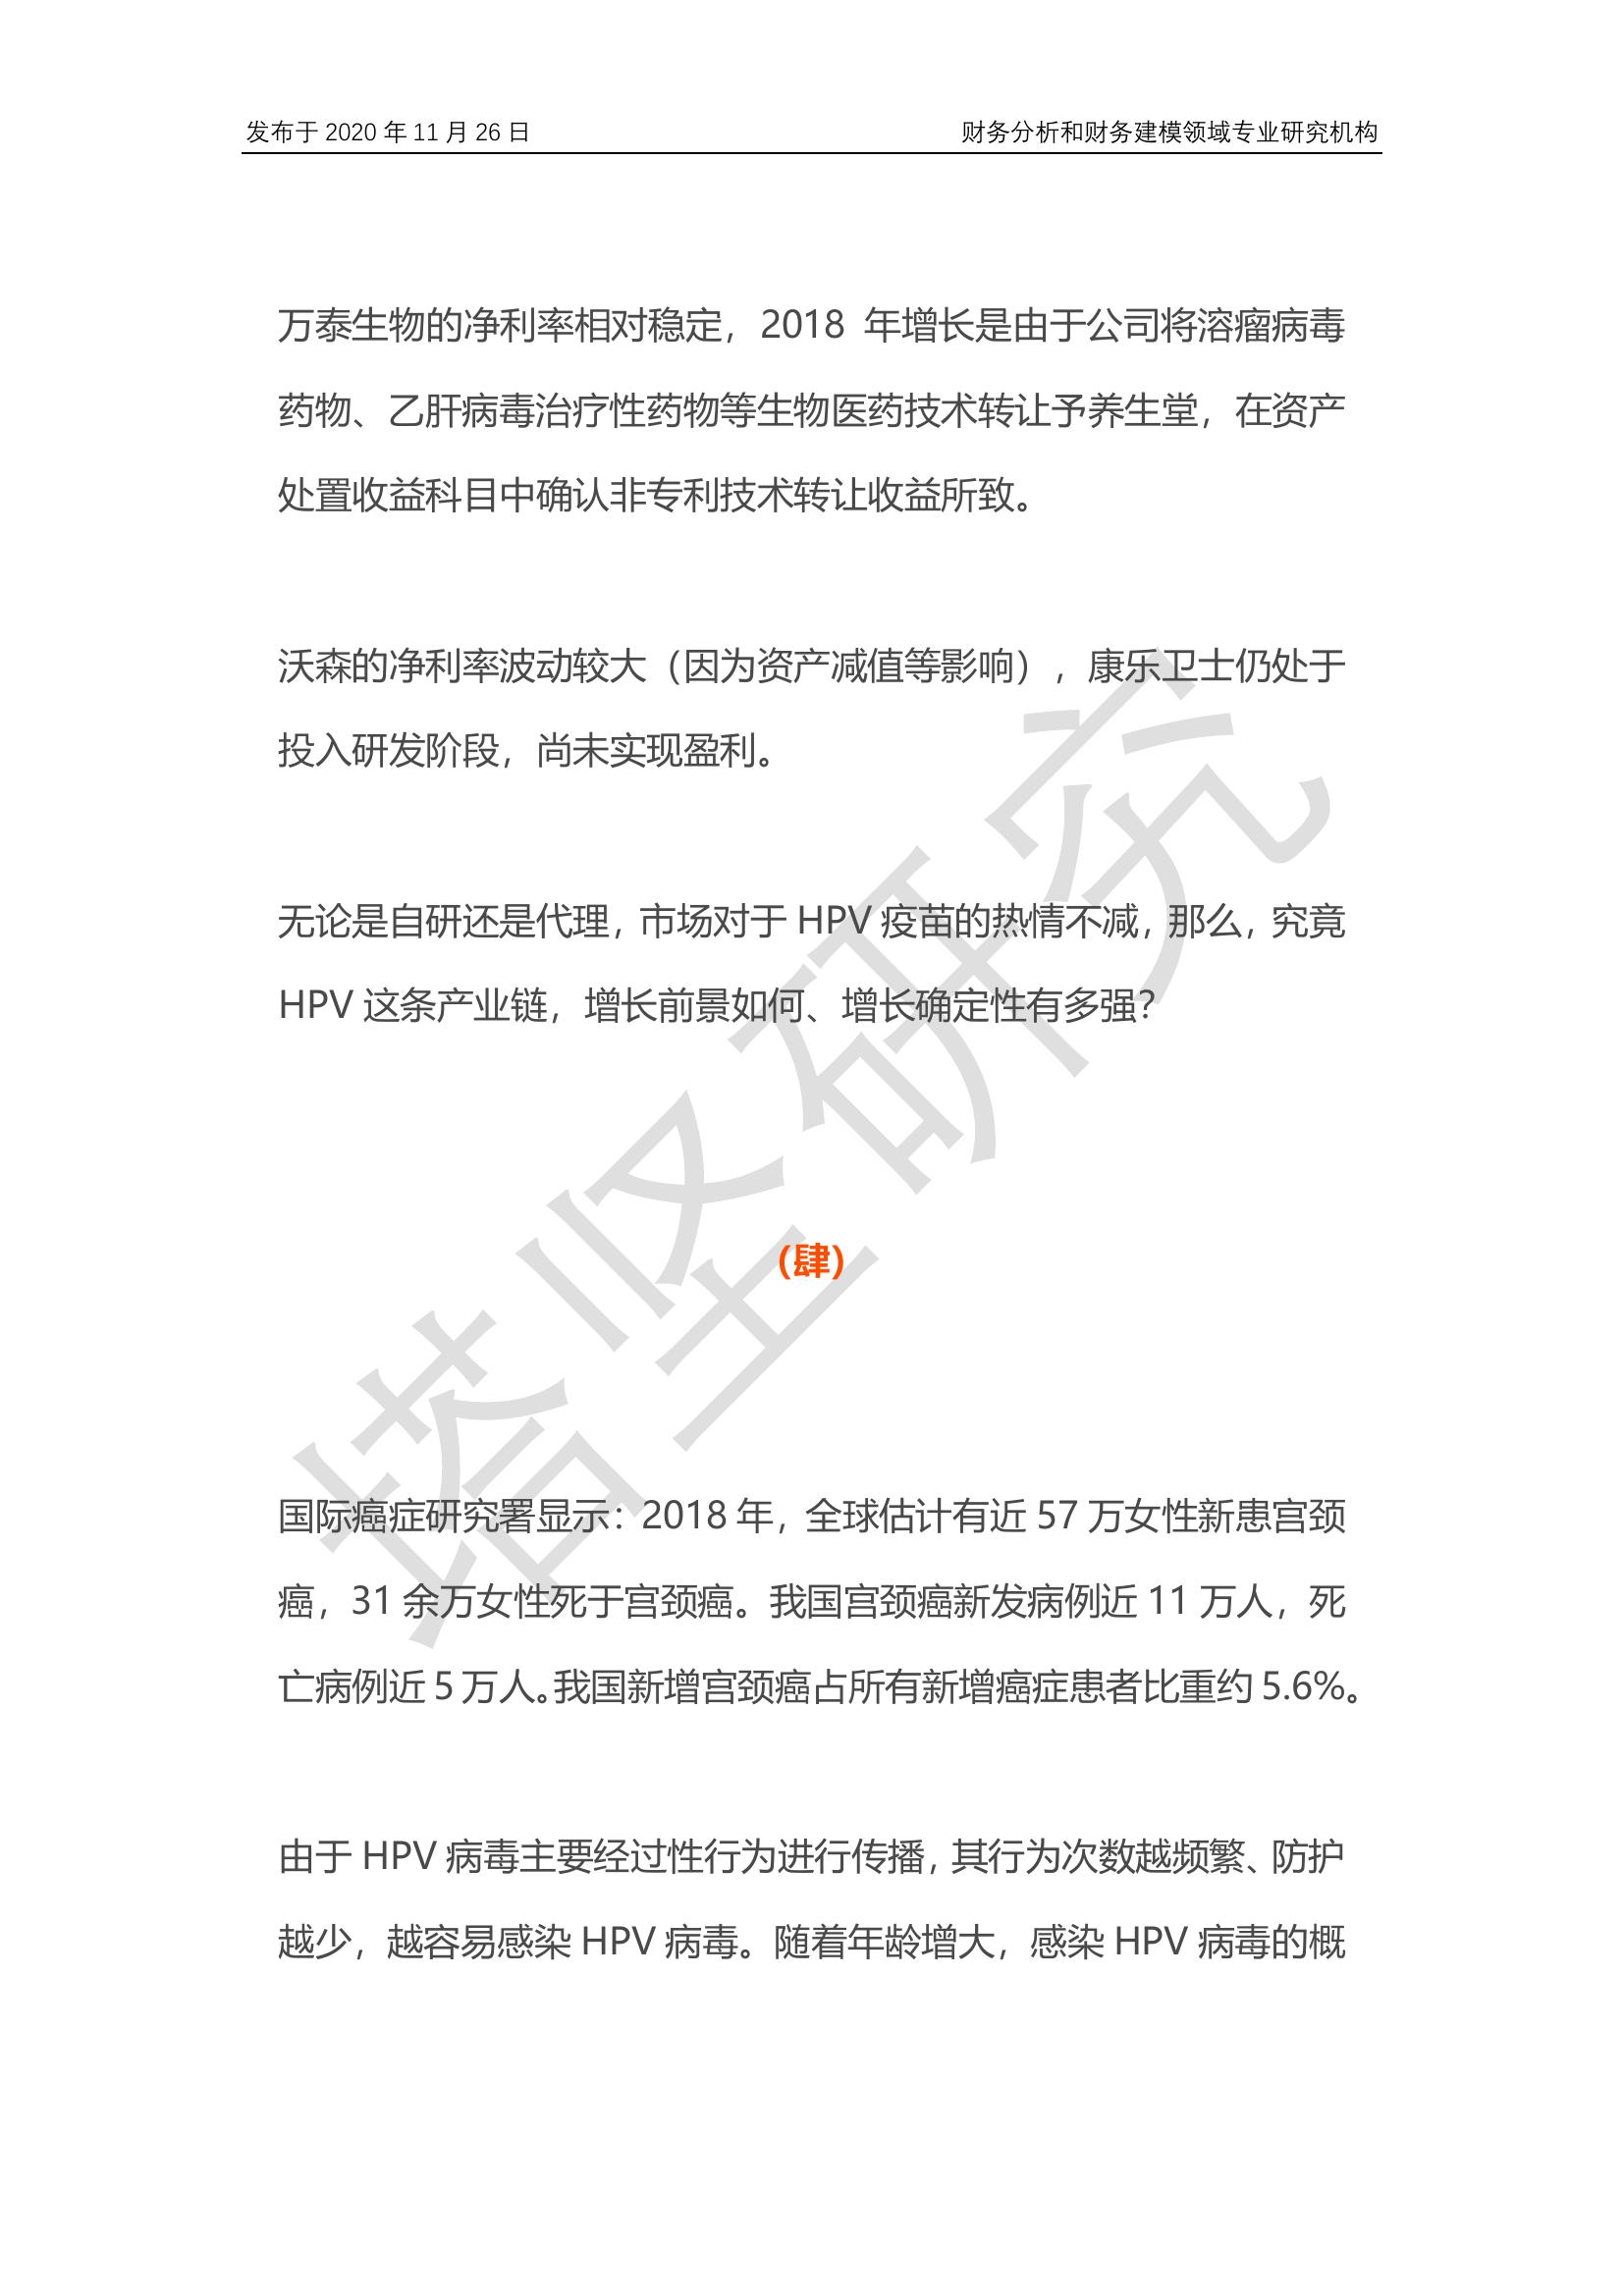 发布于 2020 年 11 月 26 日 财务分析和财务建模领域专业研究机构
万泰生物的净利率相对稳定，2018 年增长是由于公司将溶瘤病毒
药物、乙肝病毒治疗性药物等生物医药技术转让予养生堂，在资产
处置收益科目中确认非专利技术转让收益所致。
沃森的净利率波动较大（因为资产减值等影响），康乐卫士仍处于
投入研发阶段，尚未实现盈利。
无论是自研还是代理，市场对于 HPV 疫苗的热情不减，那么，究竟
HPV 这条产业链，增长前景如何、增长确定性有多强？
(肆)
国际癌症研究署显示：2018 年，全球估计有近 57 万女性新患宫颈
癌，31 余万女性死于宫颈癌。我国宫颈癌新发病例近 11 万人，死
亡病例近 5 万人。我国新增宫颈癌占所有新增癌症患者比重约 5.6%。
由于 HPV 病毒主要经过性行为进行传播，其行为次数越频繁、防护
越少，越容易感染 HPV 病毒。随着年龄增大，感染 HPV 病毒的概
塔坚研究